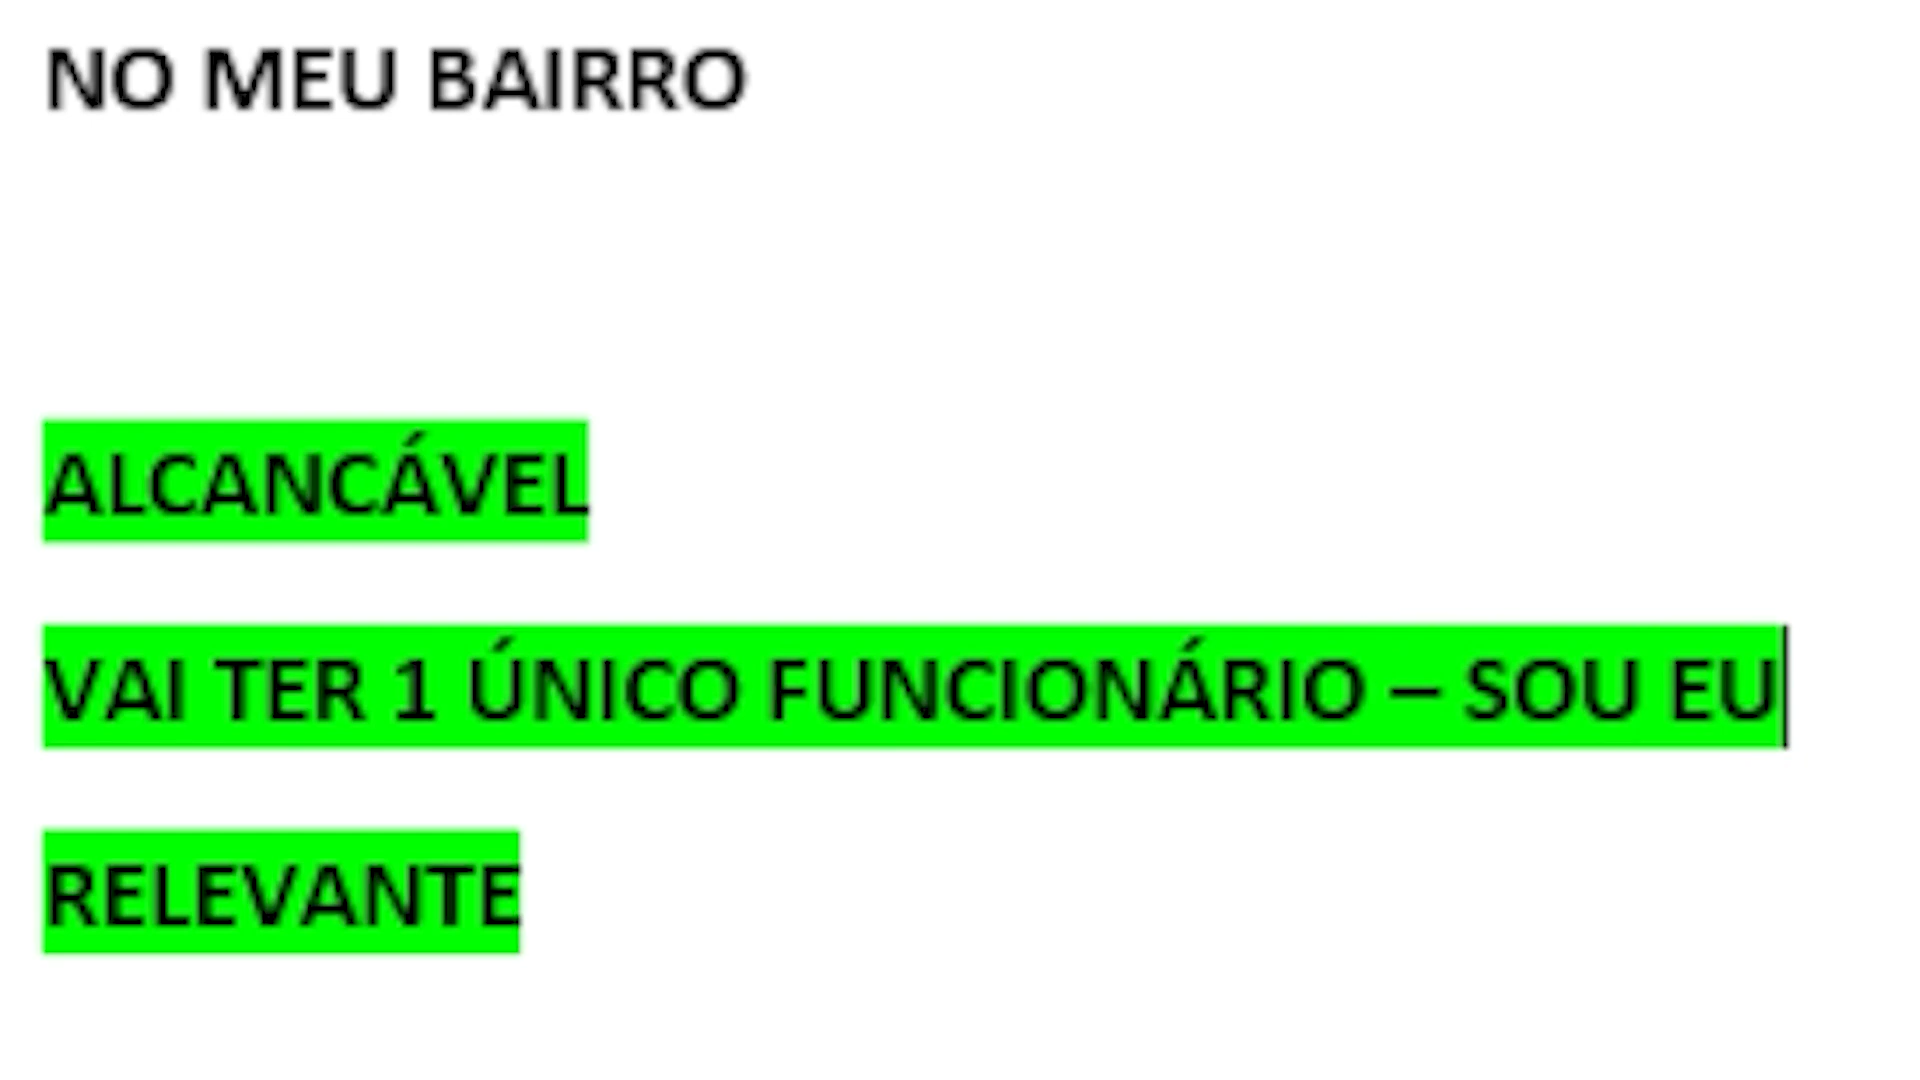 NO MEU BAIRRO
ALCANCÁVEL
VAI TER 1 ÚNICO FUNCIONÁRIO – SOU EU
RELEVANTE